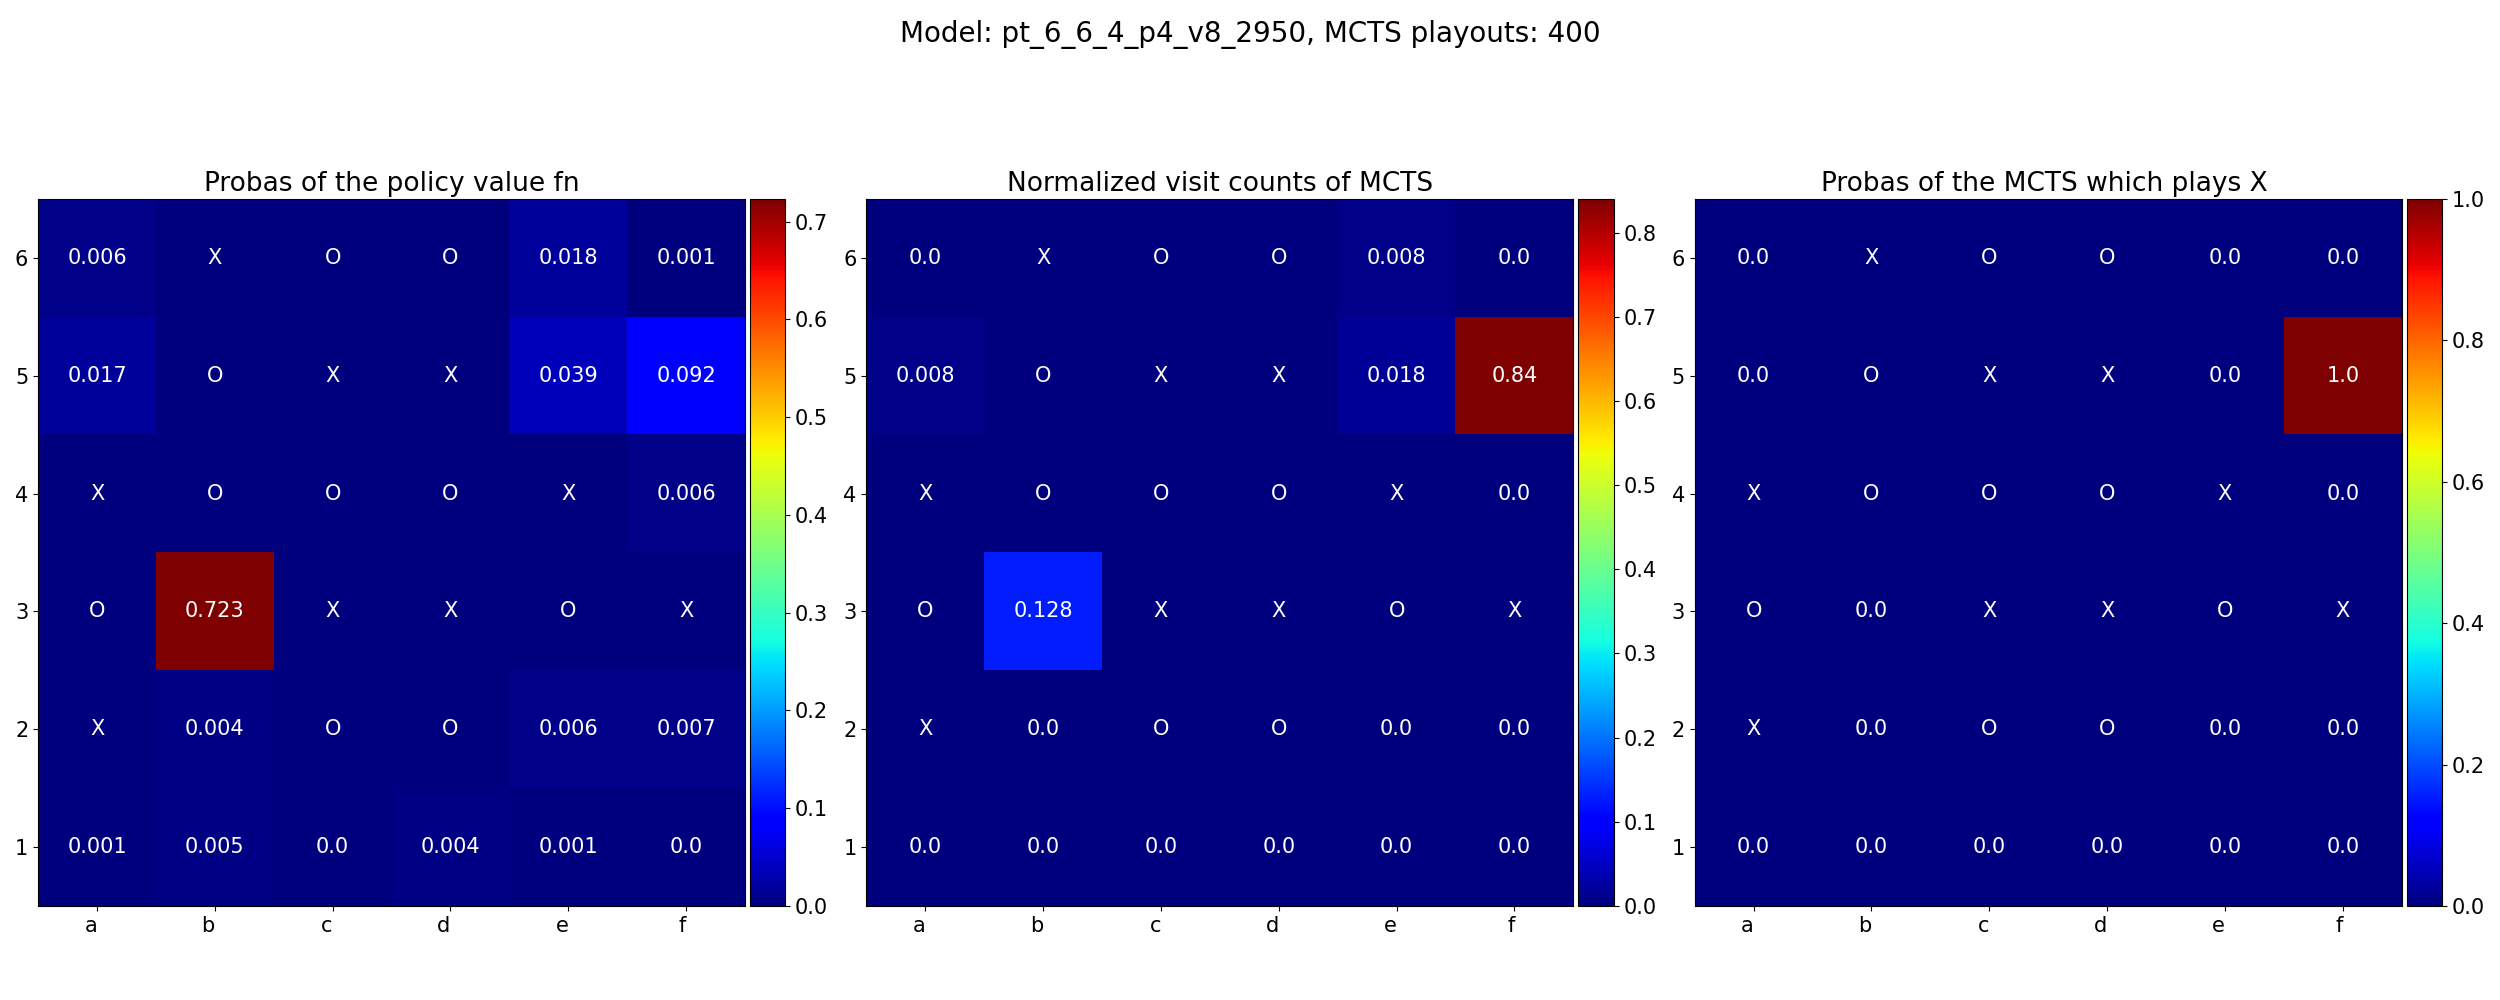 Model: pt_6_6_4_p4_v8_2950, MCTS playouts: 400
Probas of the policy value fn
6 0.006 X O O 0.018 0.001
5 0.017 O X X 0.039 0.092
4 X O O O X 0.006
3 O 0.723 X X O X
2 X 0.004 O O 0.006 0.007
1 0.001 0.005 0.0 0.004 0.001 0.0
a b c d e f
0.7
0.6
0.5
0.4
0.3
0.2
0.1
0.0
Normalized visit counts of MCTS
6 0.0 X O O 0.008 0.0
5 0.008 O X X 0.018 0.84
4 X O O O X 0.0
3 O 0.128 X X O X
2 X 0.0 O O 0.0 0.0
1 0.0 0.0 0.0 0.0 0.0 0.0
a b c d e f
0.8
0.7
0.6
0.5
0.4
0.3
0.2
0.1
0.0
Probas of the MCTS which plays X
6 0.0 X O O 0.0 0.0
5 0.0 O X X 0.0 1.0
4 X O O O X 0.0
3 O 0.0 X X O X
2 X 0.0 O O 0.0 0.0
1 0.0 0.0 0.0 0.0 0.0 0.0
a b c d e f
1.0
0.8
0.6
0.4
0.2
0.0